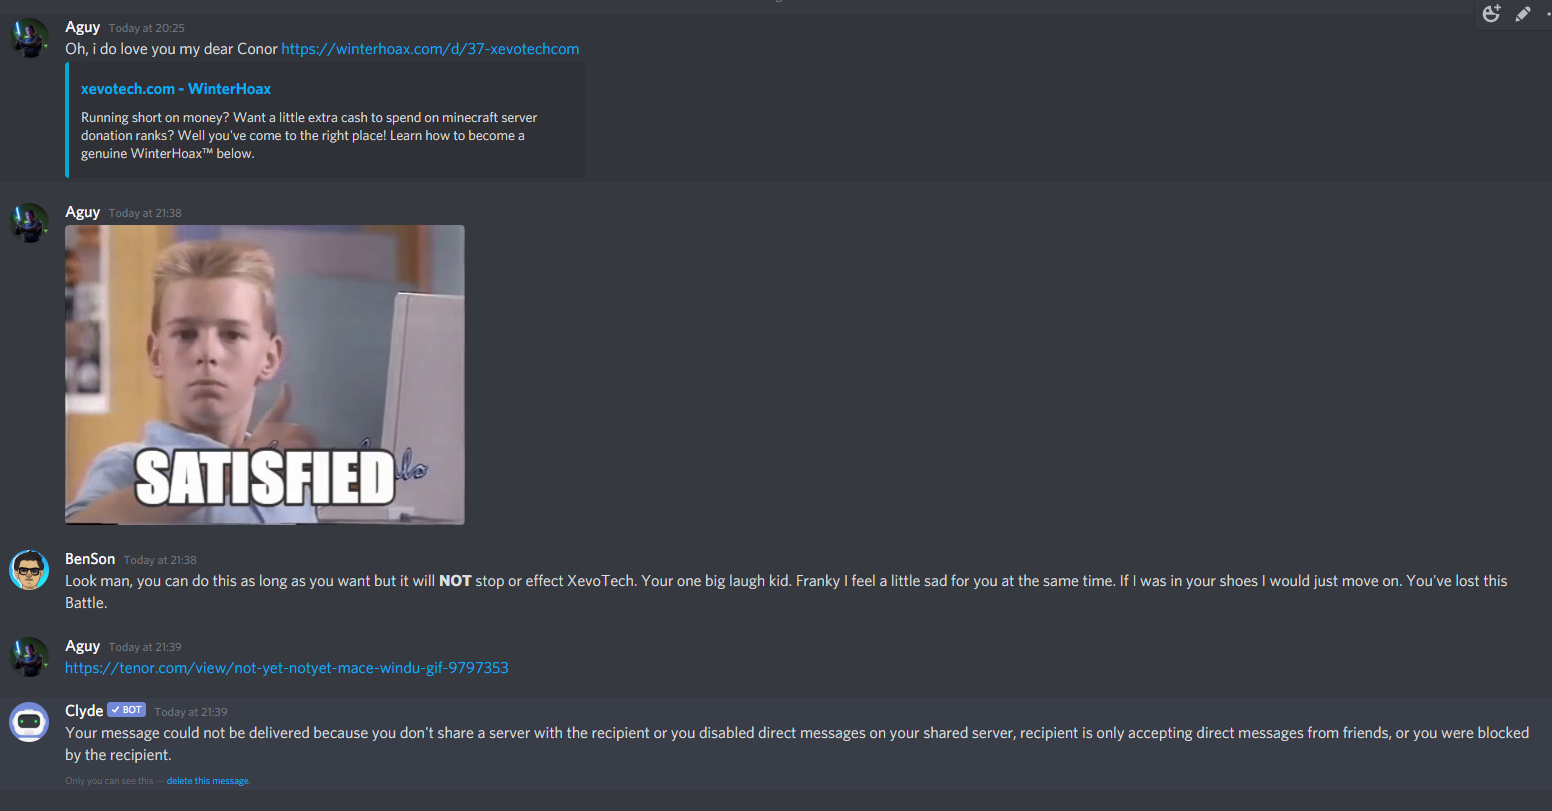 Aguy Today at 20:25
Oh, i do love you my dear Conor https://winterhoax.com/d/37-xevotechcom
xevotech.com - WinterHoax
Running short on money? Want a little extra cash to spend on minecraft server
donation ranks? Well you've come to the right place! Learn how to become a
genuine WinterHoax™ below.
Aguy Today at 21:38
SATISFIED
BenSon Today at 21:38
Look man, you can do this as long as you want but it will NOT stop or effect XevoTech. Your one big laugh kid. Franky I feel a little sad for you at the same time. If I was in your shoes I would just move on. You've lost this
Battle.
Aguy Today at 21:39
https://tenor.com/view/not-yet-notyet-mace-windu-gif-9797353
Clyde ✓ BOT Today at 21:39
Your message could not be delivered because you don't share a server with the recipient or you disabled direct messages on your shared server, recipient is only accepting direct messages from friends, or you were blocked
by the recipient.
Only you can see this — delete this message.